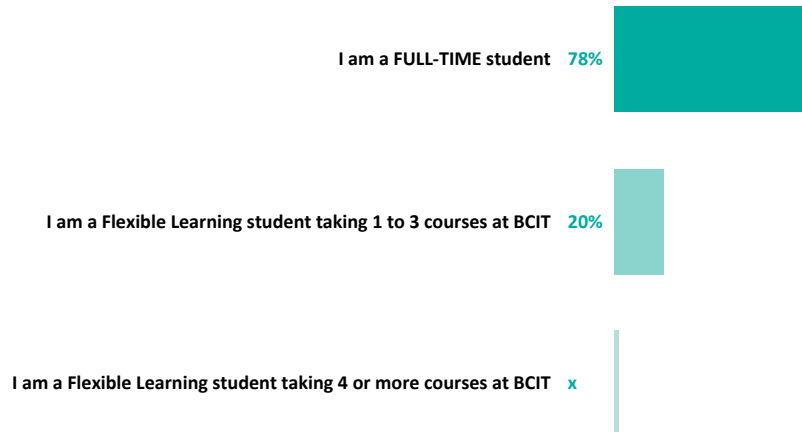 I am a FULL-TIME student 78%
I am a Flexible Learning student taking 1 to 3 courses at BCIT 20%
I am a Flexible Learning student taking 4 or more courses at BCIT x